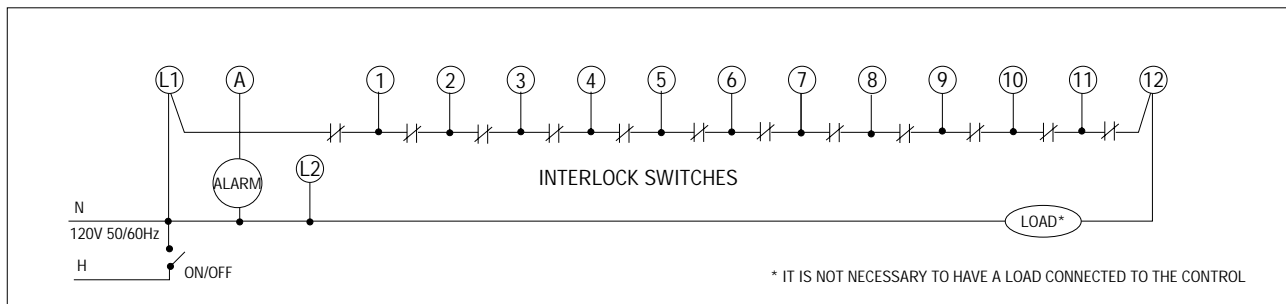 L1 A 1 2 3 4 5 6 7 8 9 10 11 12
ALARM
L2
INTERLOCK SWITCHES
N
120V 50/60Hz
LOAD*
H
ON/OFF
* IT IS NOT NECESSARY TO HAVE A LOAD CONNECTED TO THE CONTROL